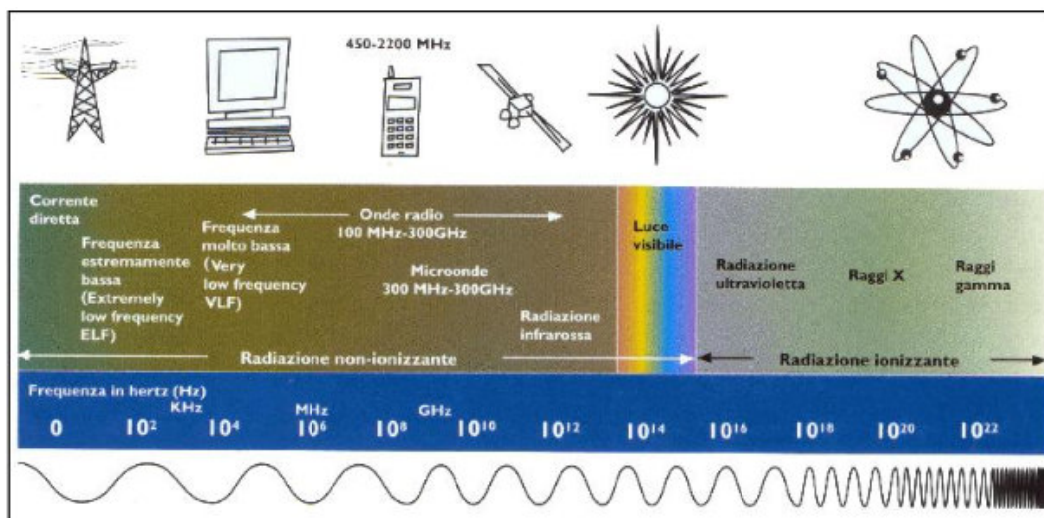 450-2200 MHz
Corrente
diretta
Frequenza
estremamente
bassa
(Extremely
low frequency
ELF)
Frequenza
molto bassa
(Very
low frequency
VLF)
Onde radio
100 MHz-300GHz
Microonde
300 MHz-300GHz
Radiazione
infrarossa
Luce
visibile
Radiazione
ultravioletta
Raggi X
Raggi
gamma
Radiazione non-ionizzante
Radiazione ionizzante
Frequenza in hertz (Hz)
KHz MHz GHz
0 10² 10⁴ 10⁶ 10⁸ 10¹⁰ 10¹² 10¹⁴ 10¹⁶ 10¹⁸ 10²⁰ 10²²